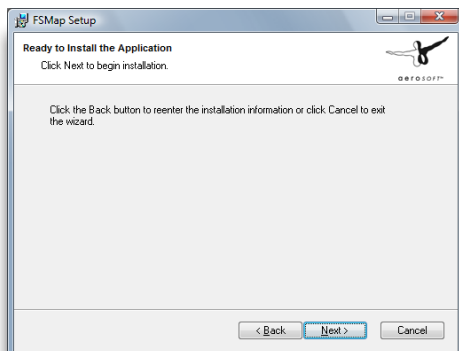 FSMap Setup
Ready to Install the Application
Click Next to begin installation.
aerosoft™
Click the Back button to reenter the installation information or click Cancel to exit
the wizard.
< Back Next > Cancel